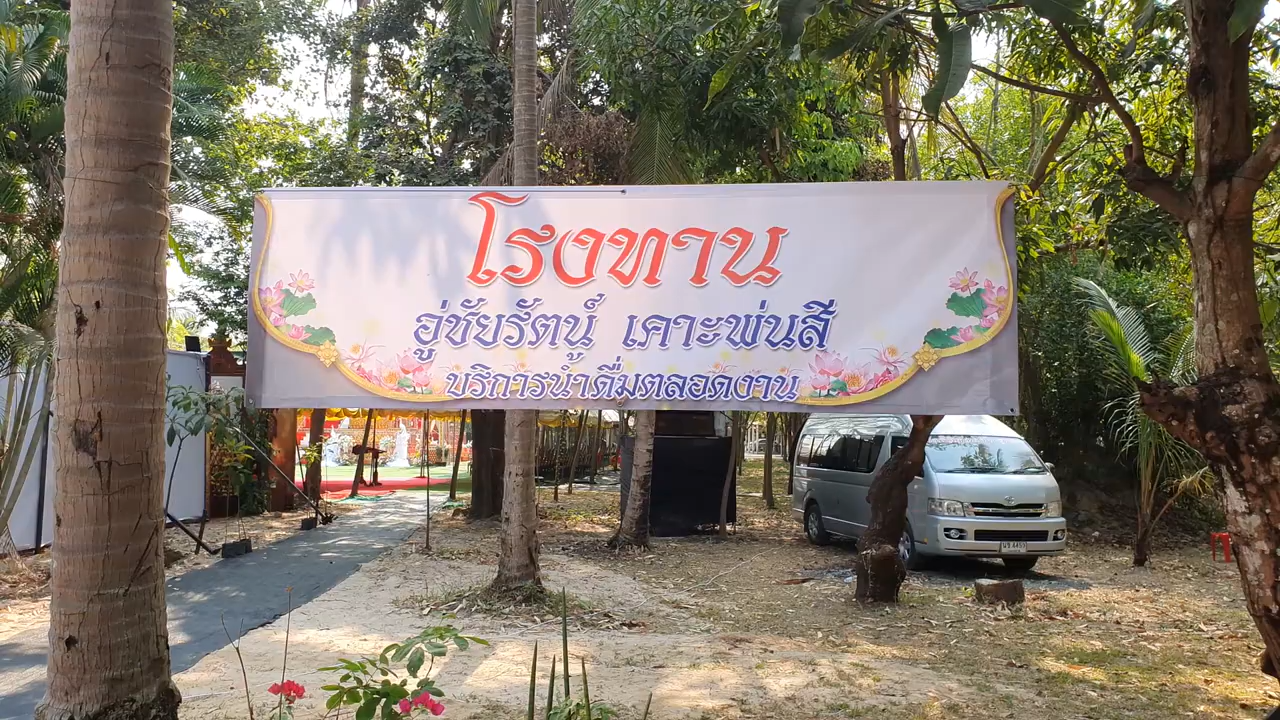 โรงทาน
อู่ชัยรัตน์ เคาะพ่นสี
บริการน้ำดื่มตลอดงาน